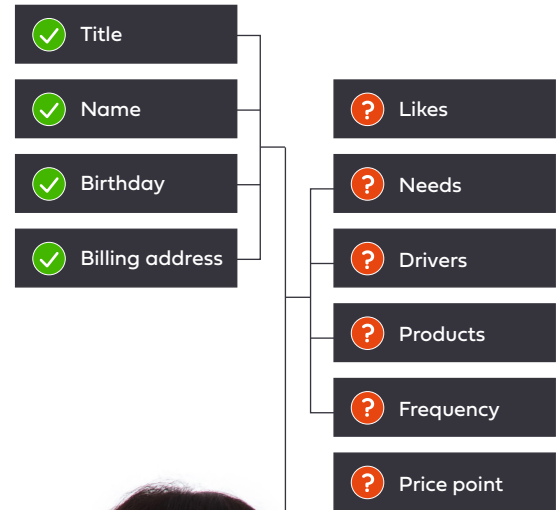 Title
Name
Birthday
Billing address
Likes
Needs
Drivers
Products
Frequency
Price point